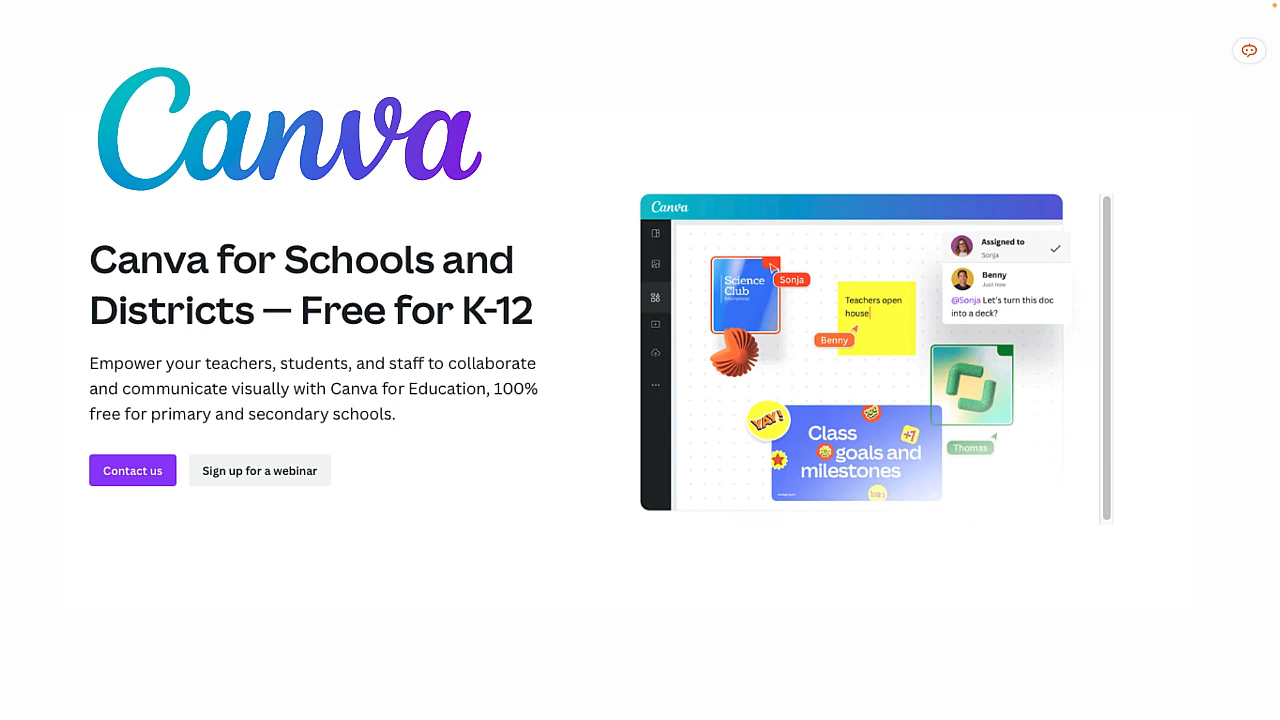 Canva
Canva for Schools and
Districts — Free for K-12
Empower your teachers, students, and staff to collaborate
and communicate visually with Canva for Education, 100%
free for primary and secondary schools.
Contact us
Sign up for a webinar
Canva
Assigned to
Sonja
Benny
Just now
@Sonja Let's turn this doc
into a deck?
Science
Club
Sonja
Teachers open
house
Benny
YAY!
Class
goals and
milestones
+1
Thomas